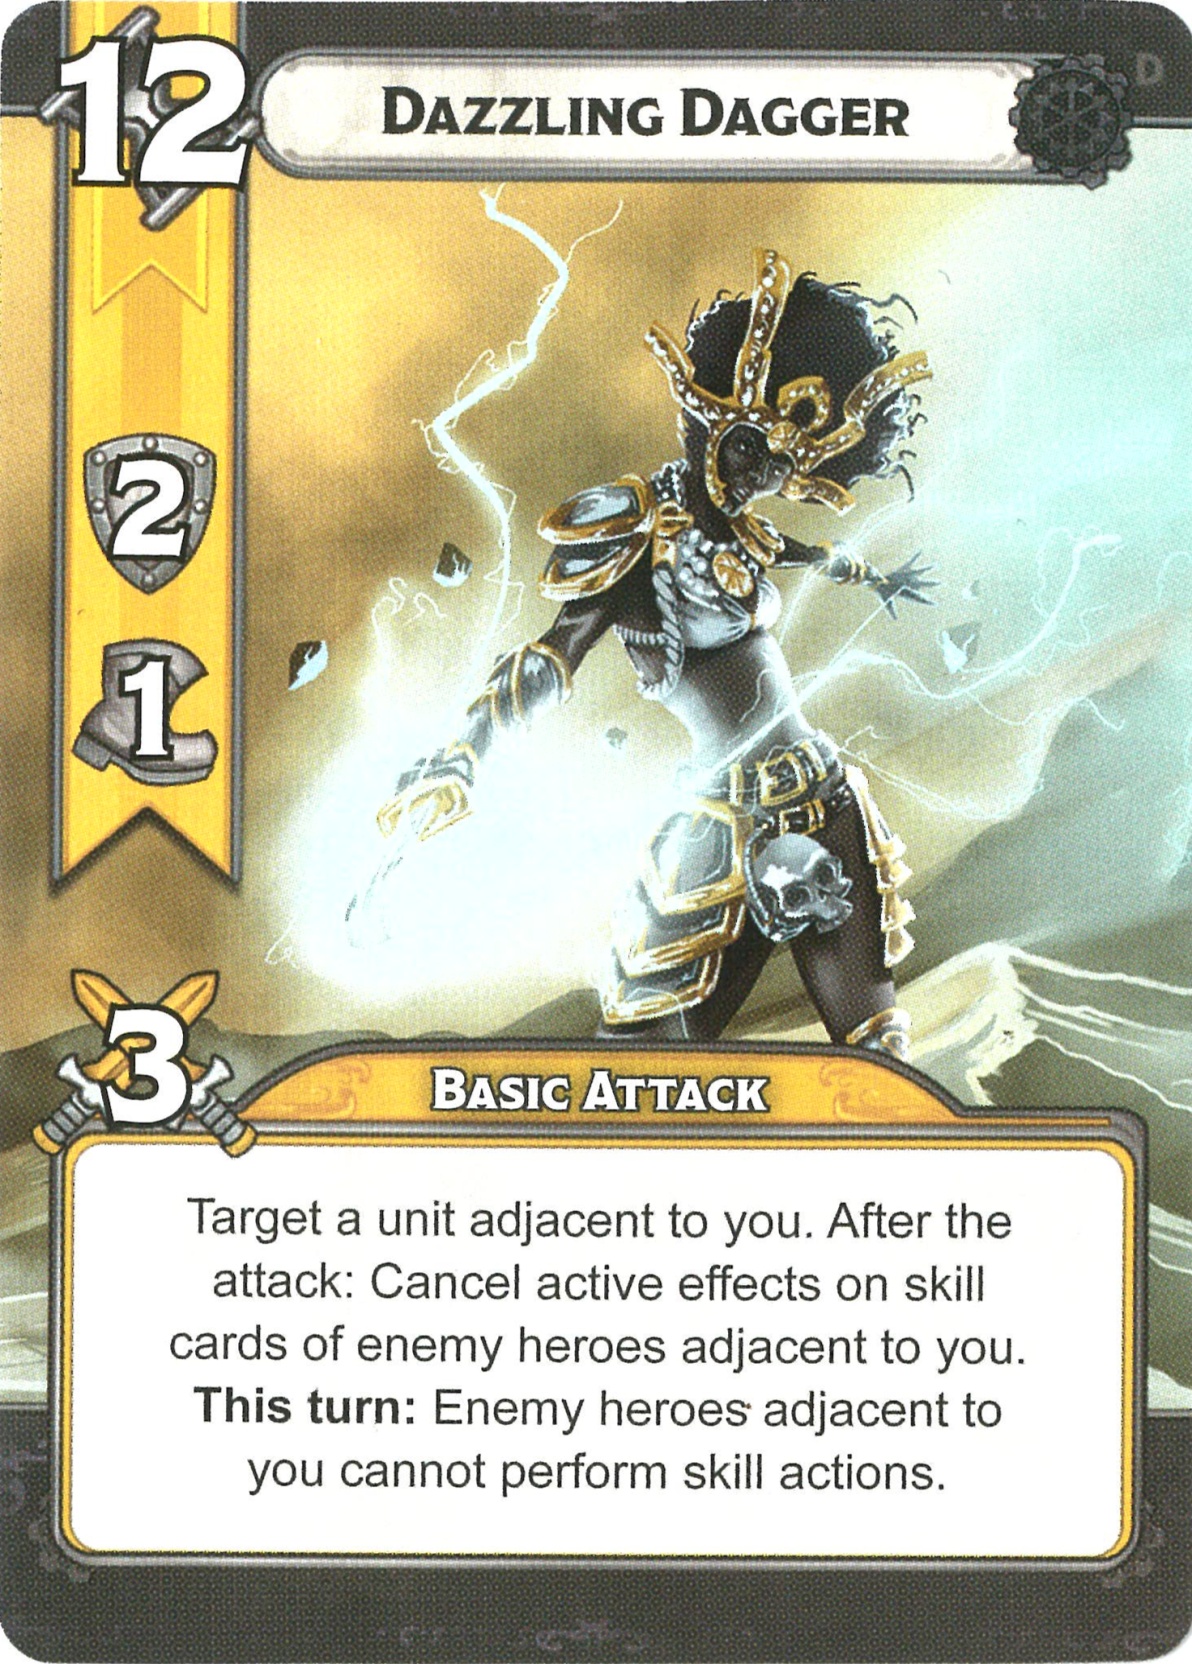 12
DAZZLING DAGGER
D
2
1
3
BASIC ATTACK
Target a unit adjacent to you. After the
attack: Cancel active effects on skill
cards of enemy heroes adjacent to you.
This turn: Enemy heroes adjacent to
you cannot perform skill actions.